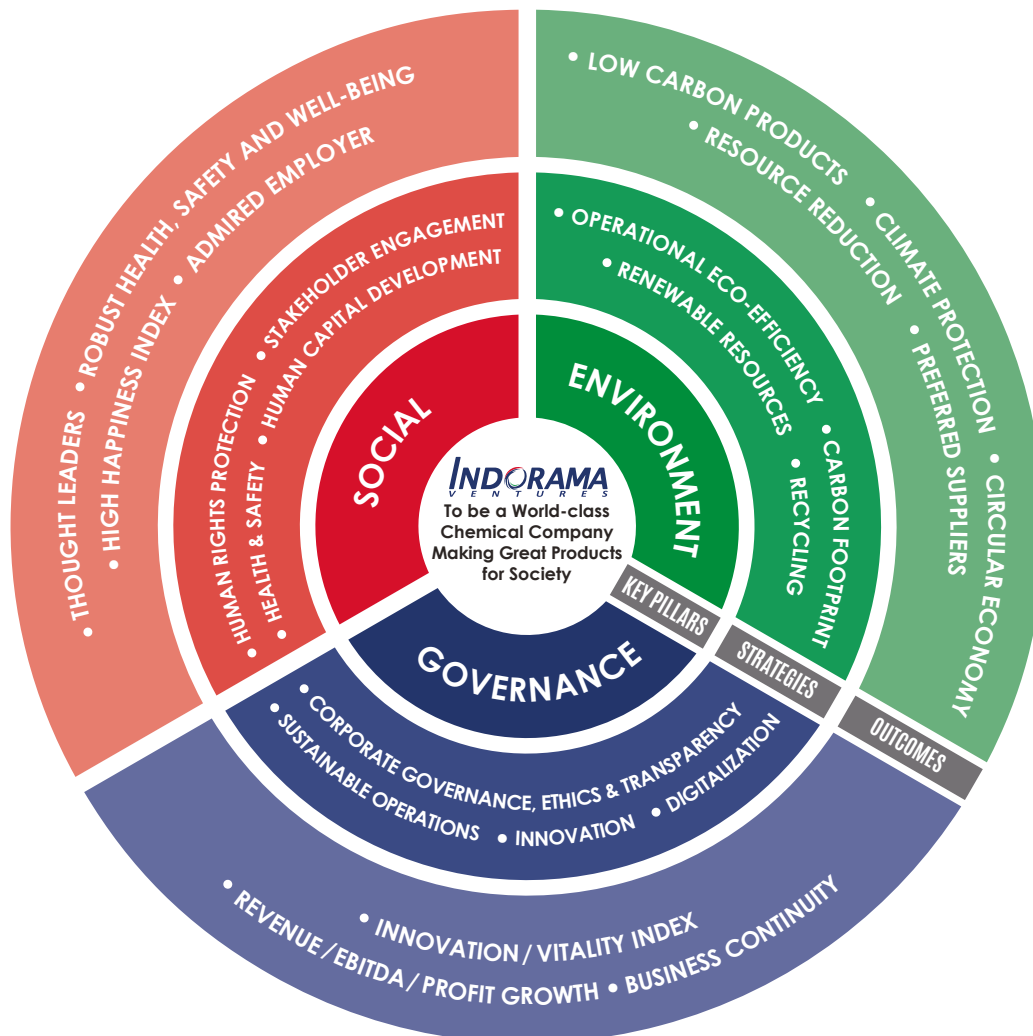 INDORAMA
VENTURES
To be a World-class
Chemical Company
Making Great Products
for Society
SOCIAL
ENVIRONMENT
GOVERNANCE
KEY PILLARS
STRATEGIES
OUTCOMES
• HUMAN RIGHTS PROTECTION • STAKEHOLDER ENGAGEMENT
• HEALTH & SAFETY • HUMAN CAPITAL DEVELOPMENT
• THOUGHT LEADERS • ROBUST HEALTH, SAFETY AND WELL-BEING
• HIGH HAPPINESS INDEX • ADMIRED EMPLOYER
• OPERATIONAL ECO-EFFICIENCY • CARBON FOOTPRINT
• RENEWABLE RESOURCES • RECYCLING
• LOW CARBON PRODUCTS • CLIMATE PROTECTION • CIRCULAR ECONOMY
• RESOURCE REDUCTION • PREFERRED SUPPLIERS
• CORPORATE GOVERNANCE, ETHICS & TRANSPARENCY
• SUSTAINABLE OPERATIONS • INNOVATION • DIGITALIZATION
• INNOVATION / VITALITY INDEX
• REVENUE / EBITDA / PROFIT GROWTH • BUSINESS CONTINUITY